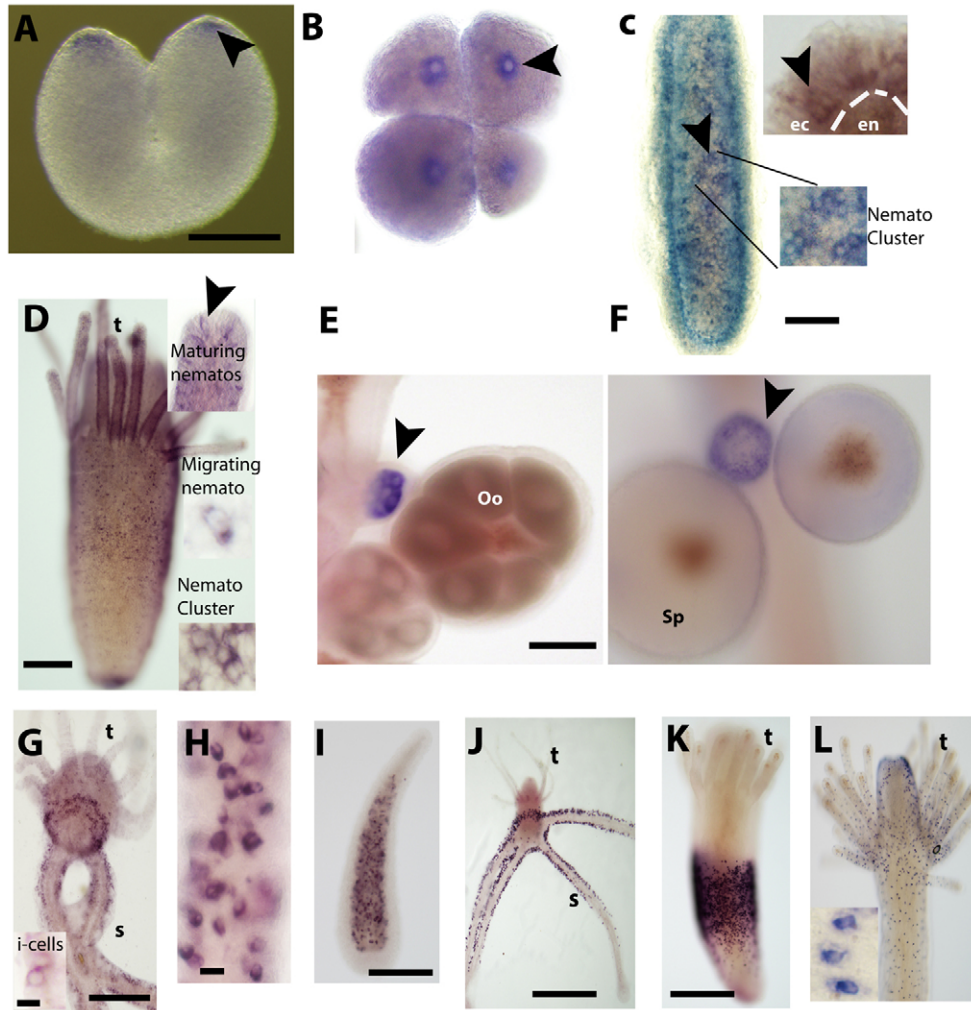 A
B
c
ec
en
Nemato
Cluster
D
t
Maturing
nematos
Migrating
nemato
Nemato
Cluster
E
Oo
F
Sp
G
t
s
i-cells
H
I
J
t
s
K
t
L
t